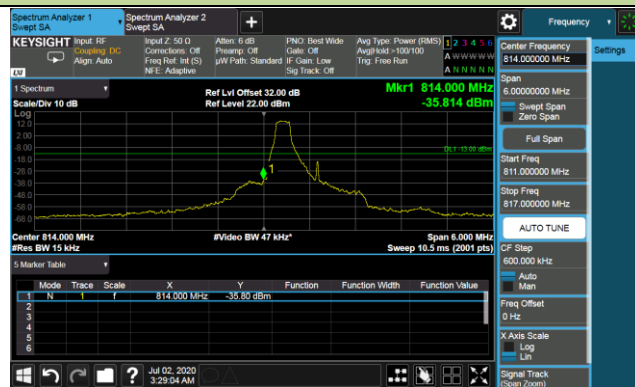 Spectrum Analyzer 1
Swept SA
Spectrum Analyzer 2
Swept SA
+
Frequency
KEYSIGHT
Input: RF
Coupling: DC
Align: Auto
Input Z: 50 Ω
Corrections: Off
Freq Ref: Int (S)
NFE: Adaptive
Atten: 6 dB
Preamp: Off
µW Path: Standard
PNO: Best Wide
Gate: Off
IF Gain: Low
Sig Track: Off
Avg Type: Power (RMS)
Avg|Hold >100/100
Trig: Free Run
1 2 3 4 5 6
A W W W W W
A N N N N N
LXI
Center Frequency
814.000000 MHz
Settings
Span
6.00000000 MHz
Swept Span
Zero Span
Full Span
Start Freq
811.000000 MHz
Stop Freq
817.000000 MHz
AUTO TUNE
CF Step
600.000 kHz
Auto
Man
Freq Offset
0 Hz
X Axis Scale
Log
Lin
Signal Track
(Span Zoom)
1 Spectrum
Scale/Div 10 dB
Log
Ref Lvl Offset 32.00 dB
Ref Level 22.00 dBm
Mkr1 814.000 MHz
-35.814 dBm
12.0
2.00
-8.00
-18.0
-28.0
-38.0
-48.0
-58.0
-68.0
DL1 -13.00 dBm
1
Center 814.000 MHz
#Res BW 15 kHz
#Video BW 47 kHz*
Span 6.000 MHz
Sweep 10.5 ms (2001 pts)
5 Marker Table
Mode Trace Scale X Y Function Function Width Function Value
1 N 1 f 814.000 MHz -35.80 dBm
2
3
4
5
6
?
Jul 02, 2020
3:29:04 AM